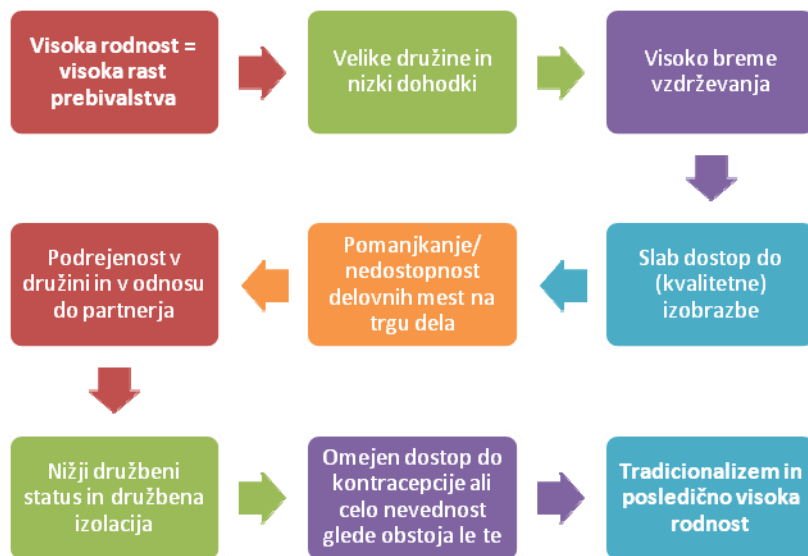 Visoka rodnost =
visoka rast
prebivalstva
Velike družine in
nizki dohodki
Visoko breme
vzdrževanja
Slab dostop do
(kvalitetne)
izobrazbe
Pomanjkanje/
nedostopnost
delovnih mest na
trgu dela
Podrejenost v
družini in v odnosu
do partnerja
Nižji družbeni
status in družbena
izolacija
Omejen dostop do
kontracepcije ali
celo nevednost
glede obstoja le te
Tradicionalizem in
posledično visoka
rodnost